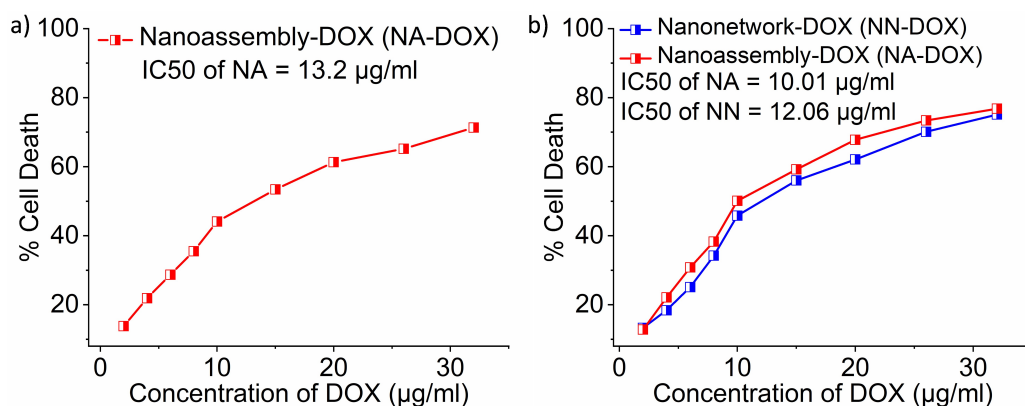 a)
Nanoassembly-DOX (NA-DOX)
IC50 of NA = 13.2 µg/ml
% Cell Death
100
80
60
40
20
0
10
20
30
Concentration of DOX (µg/ml)
b)
Nanonetwork-DOX (NN-DOX)
Nanoassembly-DOX (NA-DOX)
IC50 of NA = 10.01 µg/ml
IC50 of NN = 12.06 µg/ml
% Cell Death
100
80
60
40
20
0
10
20
30
Concentration of DOX (µg/ml)